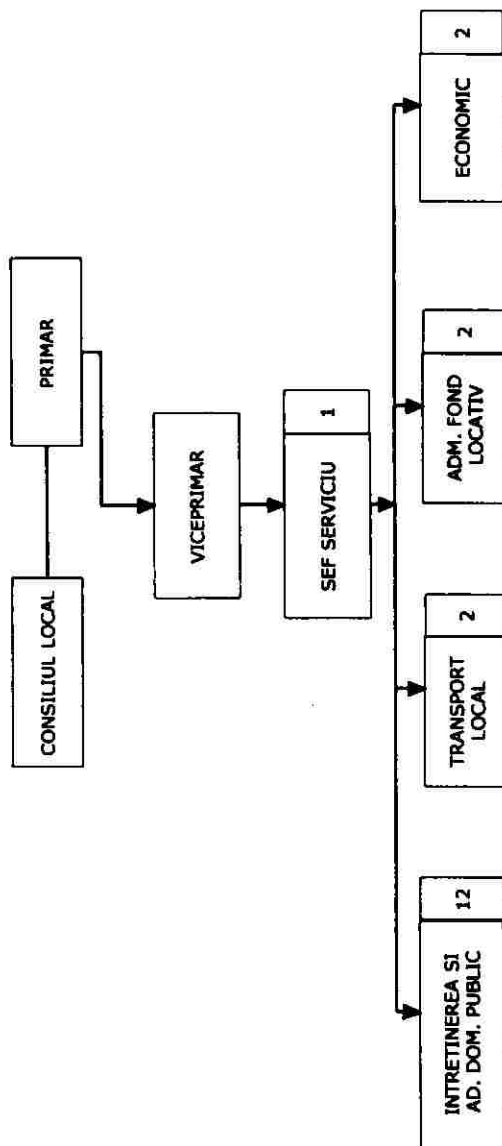 CONSILIUL LOCAL
PRIMAR
VICEPRIMAR
SEF SERVICIU
1
INTRETINEREA SI
AD. DOM. PUBLIC
12
TRANSPORT
LOCAL
2
ADM. FOND
LOCATIV
2
ECONOMIC
2